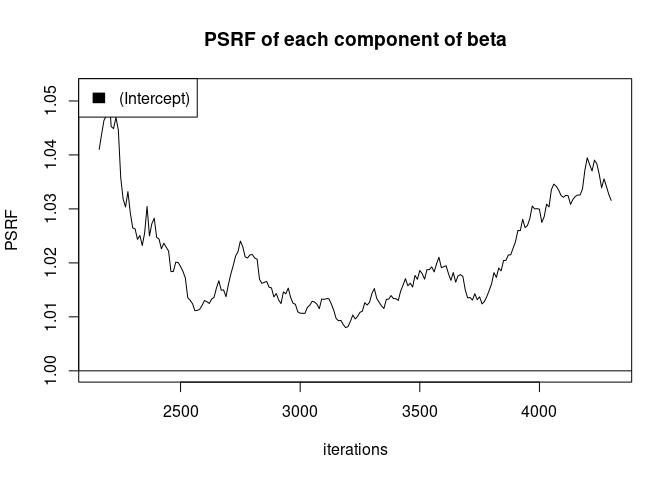 PSRF of each component of beta
(Intercept)
PSRF
1.05
1.04
1.03
1.02
1.01
1.00
2500 3000 3500 4000
iterations